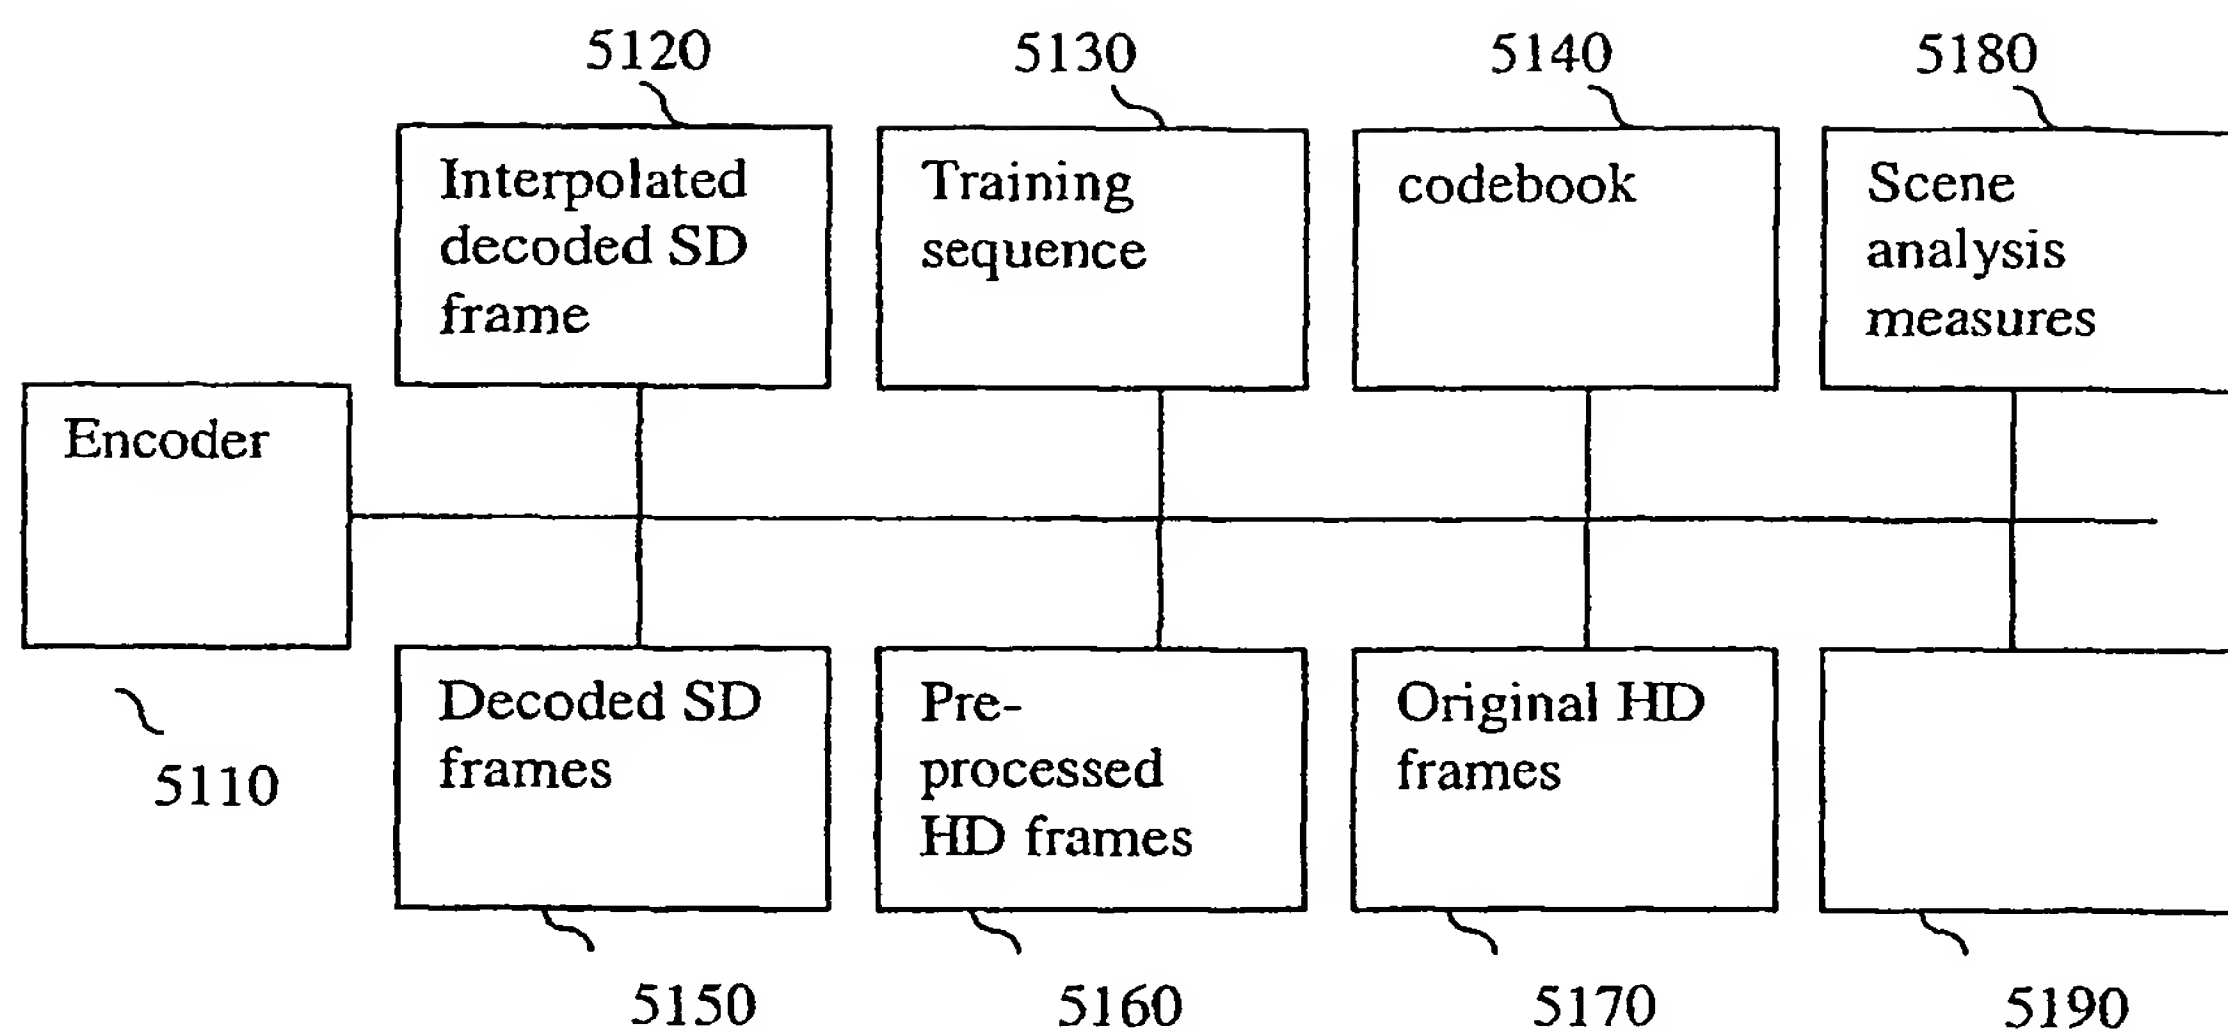 5120
5130
5140
5180
Interpolated
decoded SD
frame
Training
sequence
codebook
Scene
analysis
measures
Encoder
5110
Decoded SD
frames
Pre-
processed
HD frames
Original HD
frames
5150
5160
5170
5190